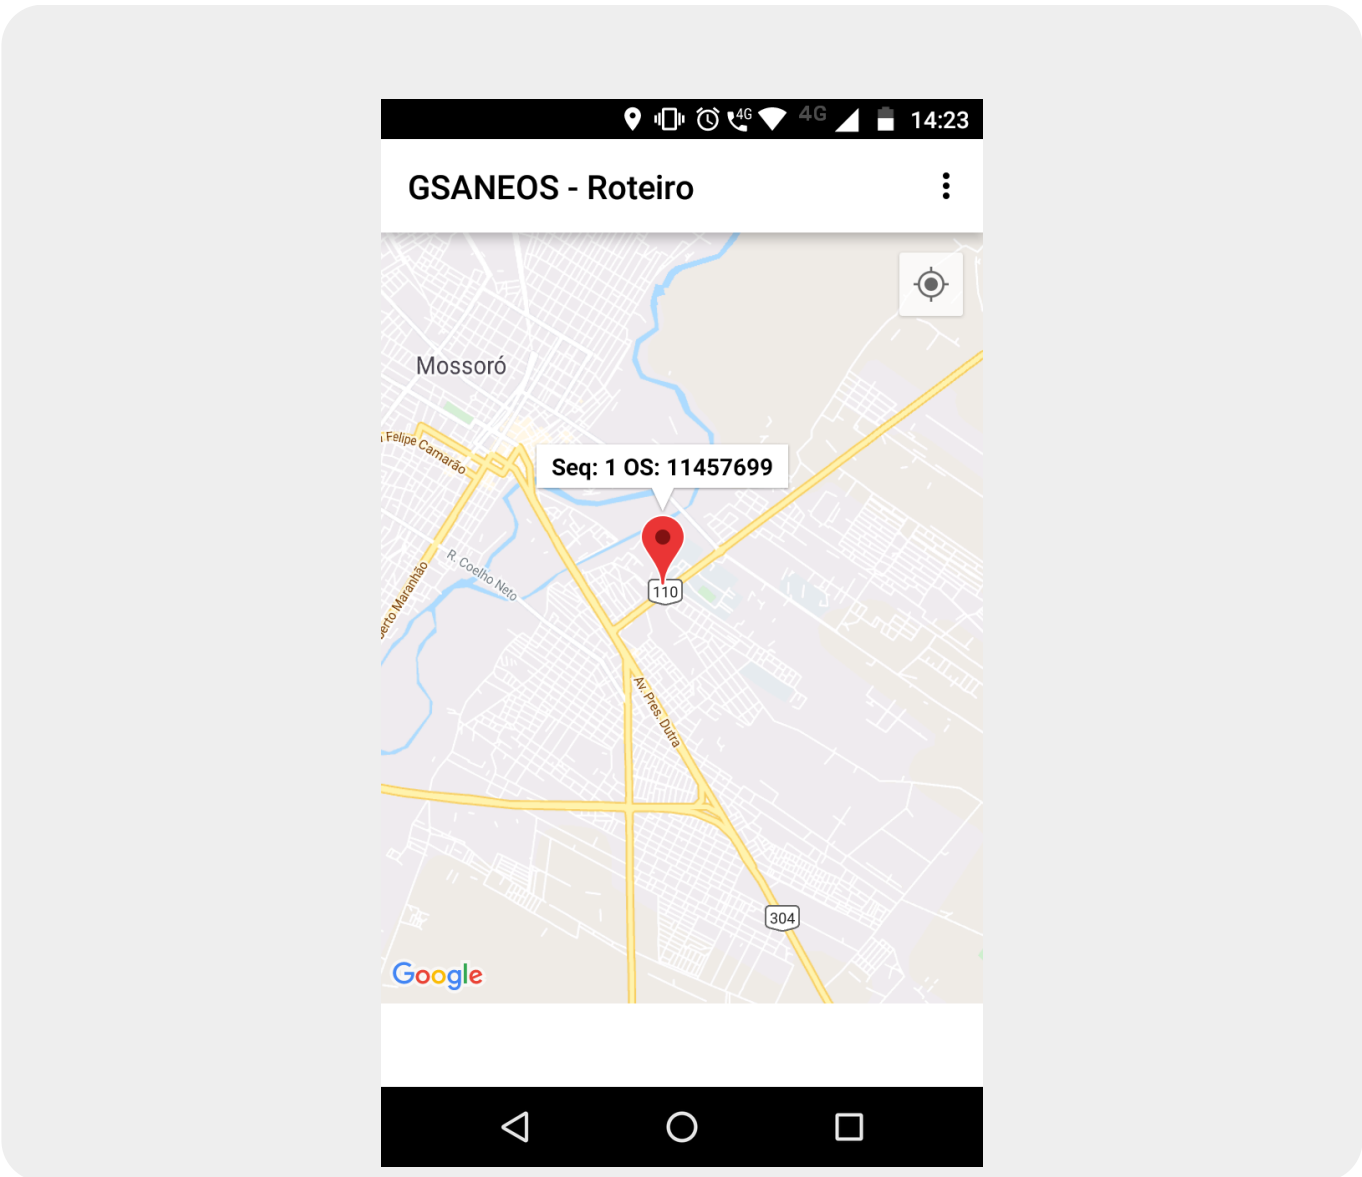 4G 4G 14:23
GSANEOS - Roteiro
Mossoró
Felipe Camarão
Seq: 1 OS: 11457699
R. Coelho Neto
110
Maranhão
Av. Pres. Dutra
304
Google